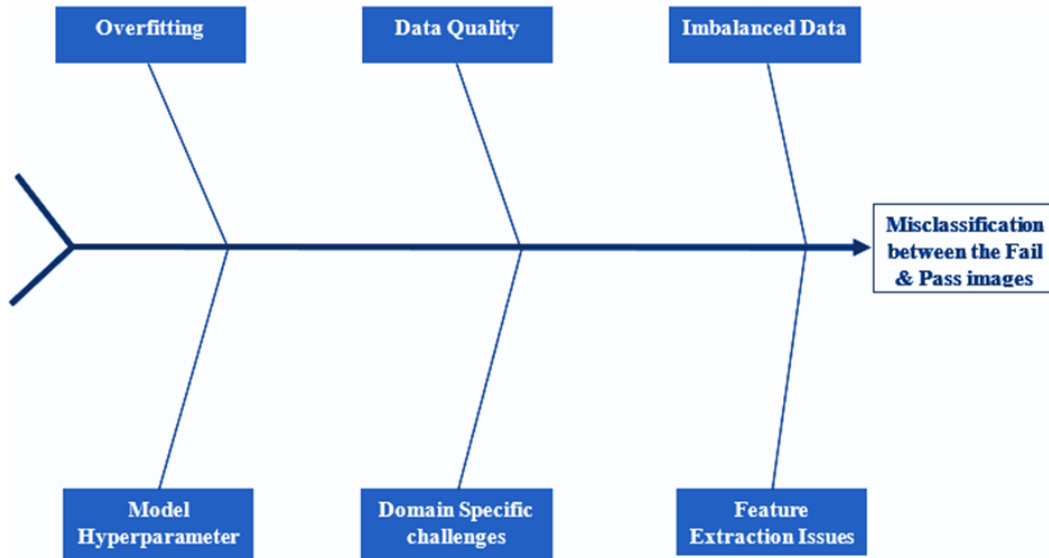 Overfitting
Data Quality
Imbalanced Data
Misclassification
between the Fail
& Pass images
Model
Hyperparameter
Domain Specific
challenges
Feature
Extraction Issues